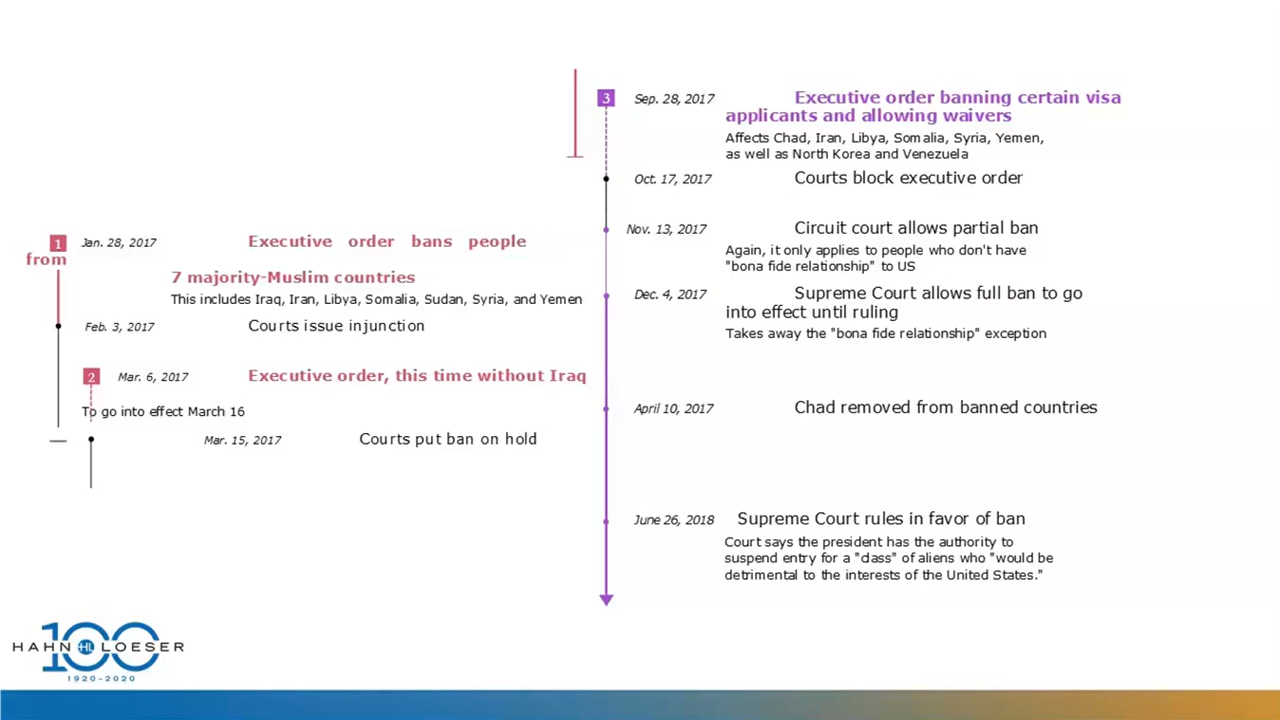 1 Jan. 28, 2017 Executive order bans people
from
7 majority-Muslim countries
This includes Iraq, Iran, Libya, Somalia, Sudan, Syria, and Yemen
Feb. 3, 2017 Courts issue injunction
2 Mar. 6, 2017 Executive order, this time without Iraq
To go into effect March 16
Mar. 15, 2017 Courts put ban on hold
3 Sep. 28, 2017 Executive order banning certain visa
applicants and allowing waivers
Affects Chad, Iran, Libya, Somalia, Syria, Yemen,
as well as North Korea and Venezuela
Oct. 17, 2017 Courts block executive order
Nov. 13, 2017 Circuit court allows partial ban
Again, it only applies to people who don't have
"bona fide relationship" to US
Dec. 4, 2017 Supreme Court allows full ban to go
into effect until ruling
Takes away the "bona fide relationship" exception
April 10, 2017 Chad removed from banned countries
June 26, 2018 Supreme Court rules in favor of ban
Court says the president has the authority to
suspend entry for a "class" of aliens who "would be
detrimental to the interests of the United States."
100
HAHN HL LOESER
1920-2020